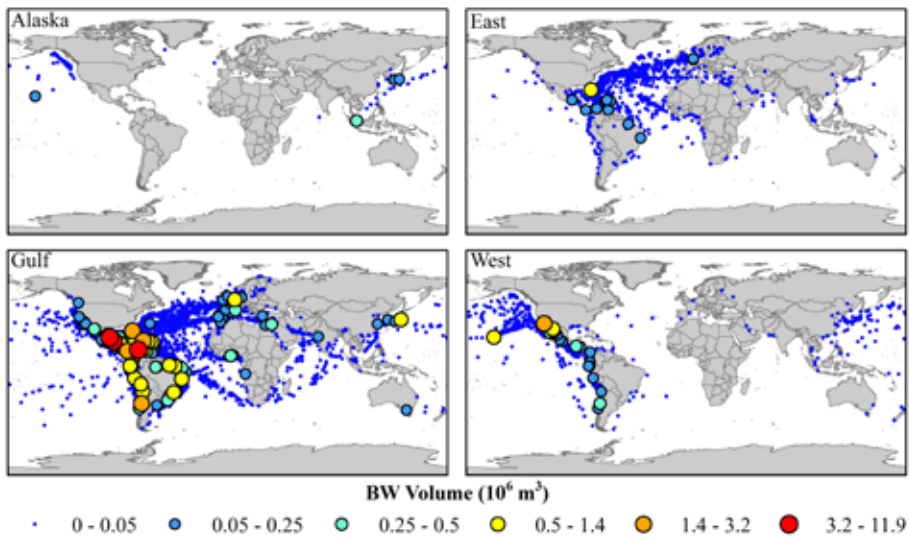 Alaska
East
Gulf
West
BW Volume (10⁶ m³)
0 - 0.05 0.05 - 0.25 0.25 - 0.5 0.5 - 1.4 1.4 - 3.2 3.2 - 11.9